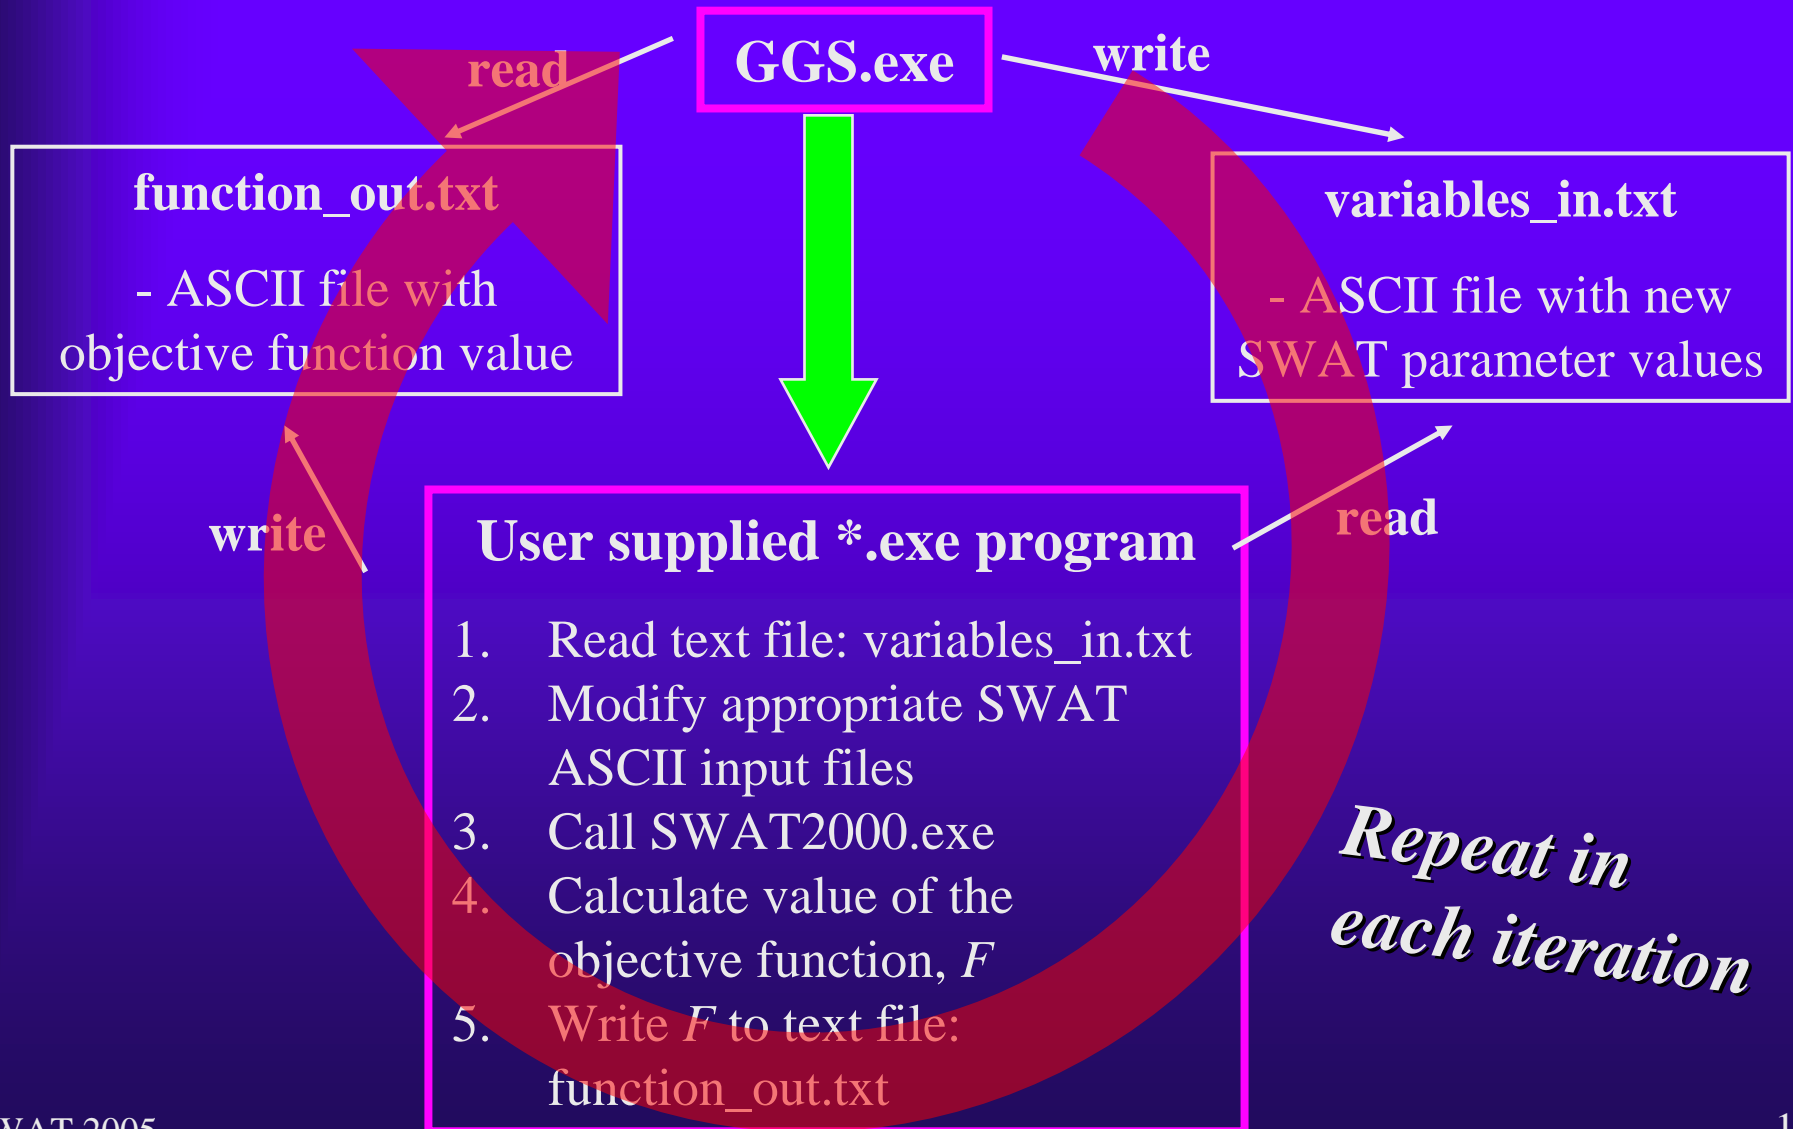 GGS.exe
read
write
function_out.txt
- ASCII file with
objective function value
variables_in.txt
- ASCII file with new
SWAT parameter values
write
read
User supplied *.exe program
1. Read text file: variables_in.txt
2. Modify appropriate SWAT
ASCII input files
3. Call SWAT2000.exe
4. Calculate value of the
objective function, F
5. Write F to text file:
function_out.txt
Repeat in
each iteration
2005